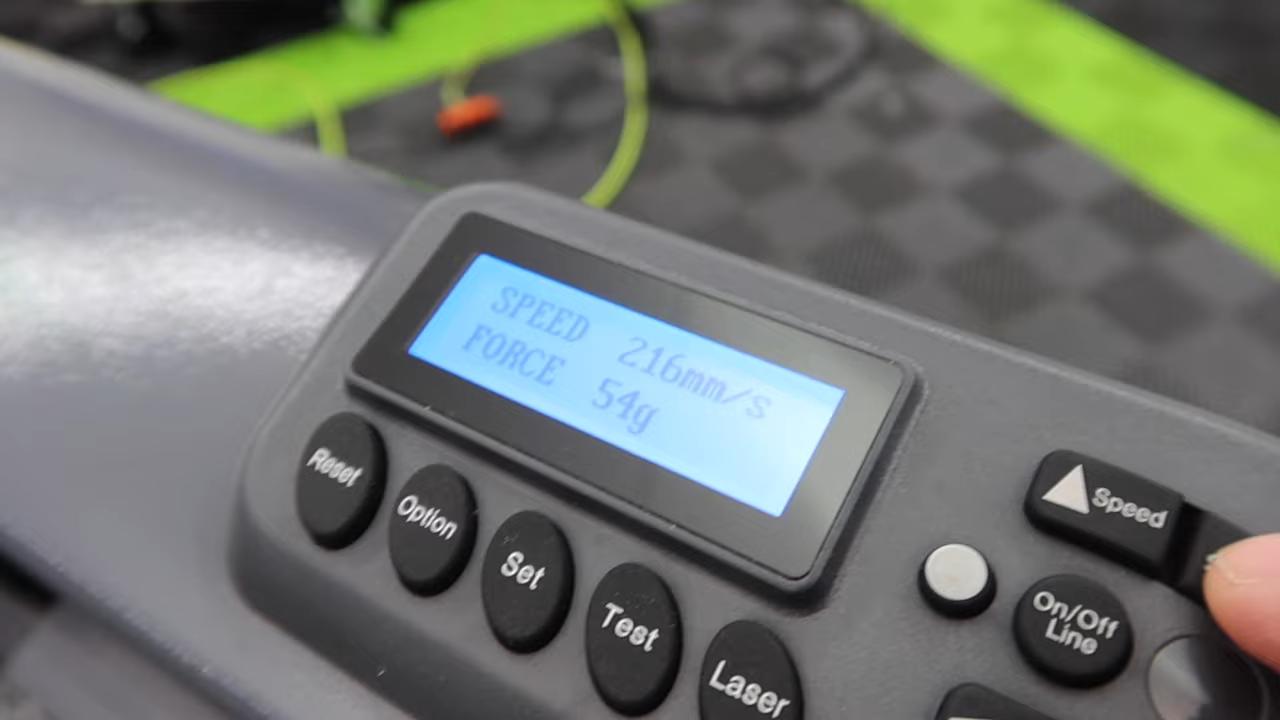 SPEED 216mm/s
FORCE 54g
Reset
Option
Set
Test
Laser
Speed
On/Off
Line